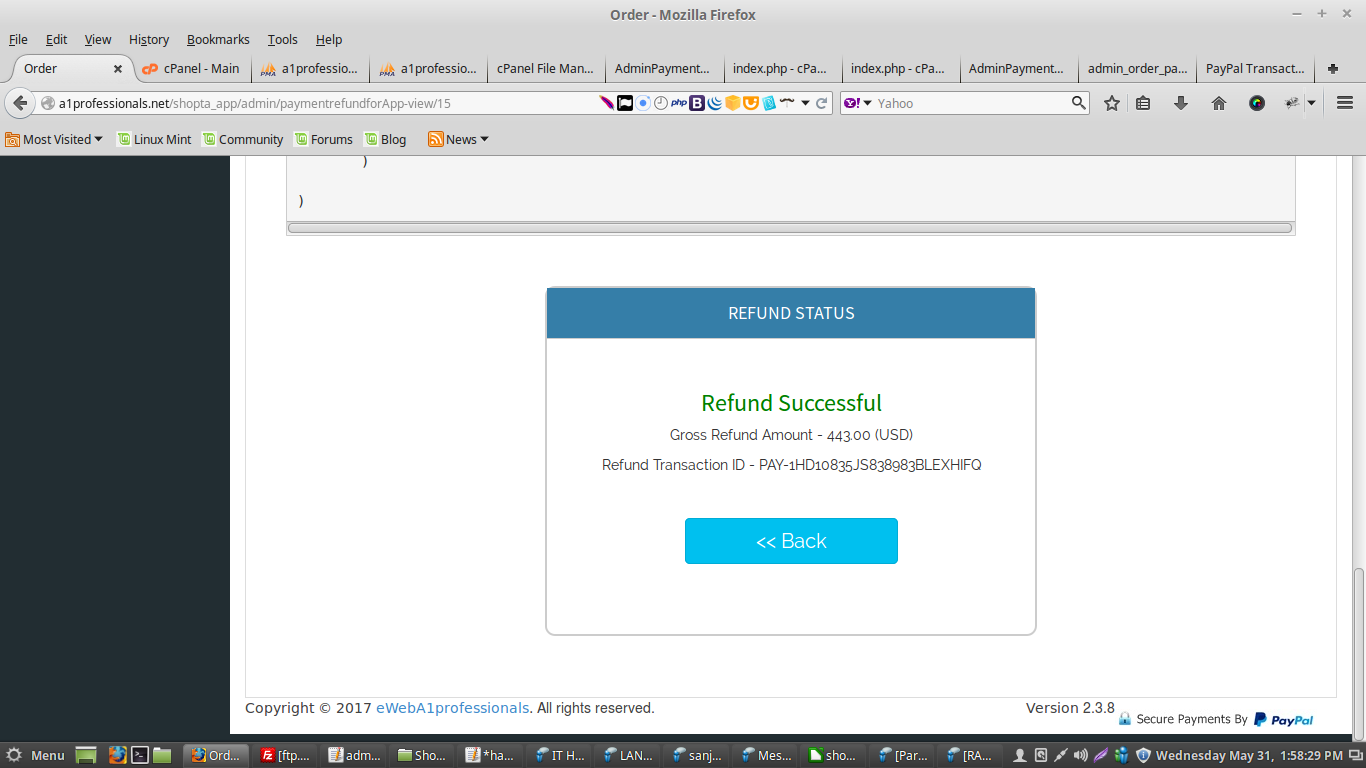 Order - Mozilla Firefox
File Edit View History Bookmarks Tools Help
Order cPanel - Main a1professio... a1professio... cPanel File Man... AdminPayment... index.php - cPa... index.php - cPa... AdminPayment... admin_order_pa... PayPal Transact...
a1professionals.net/shopta_app/admin/paymentrefundforApp-view/15 php B Yahoo
Most Visited Linux Mint Community Forums Blog News
)
)
REFUND STATUS
Refund Successful
Gross Refund Amount - 443.00 (USD)
Refund Transaction ID - PAY-1HD10835JS838983BLEXHIFQ
<< Back
Copyright © 2017 eWebA1professionals. All rights reserved. Version 2.3.8
Secure Payments By PayPal
Menu Ord... [ftp.... adm... Sho... *ha... IT H... LAN... sanj... Mes... sho... [Par... [RA... Wednesday May 31, 1:58:29 PM